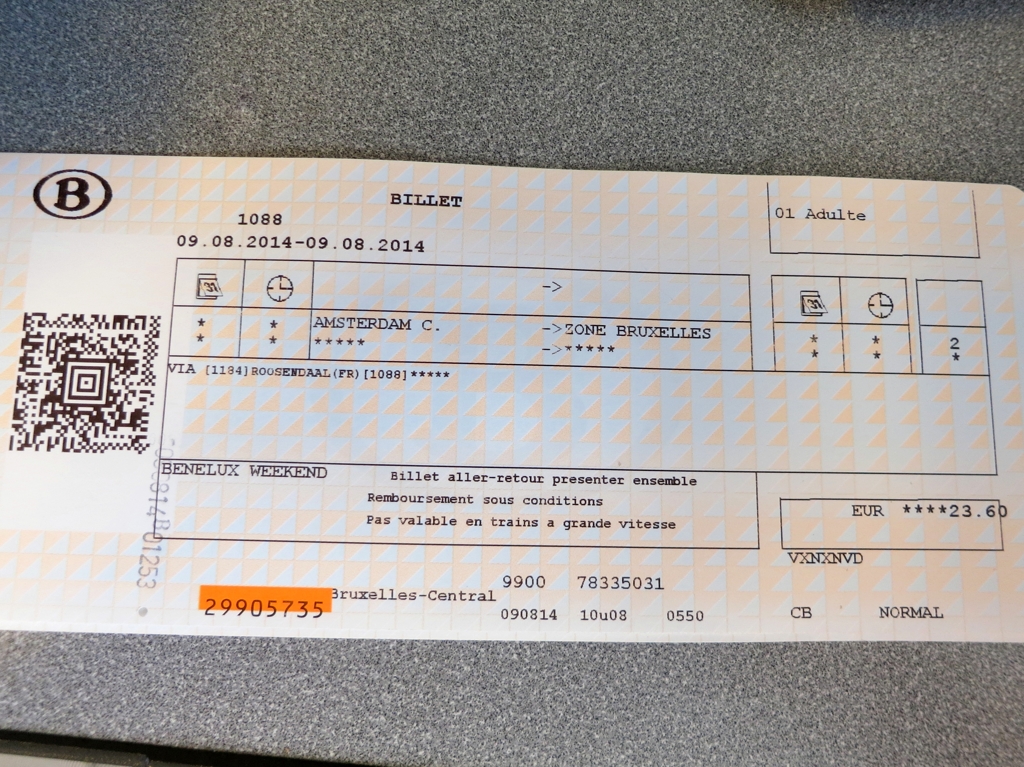 B
BILLET
01 Adulte
1088
09.08.2014-09.08.2014
->
31
31
* * AMSTERDAM C. ->ZONE BRUXELLES * * 2
* * ***** ->***** * * *
VIA [1184]ROOSENDAAL(FR)[1088]*****
BENELUX WEEKEND Billet aller-retour presenter ensemble
Remboursement sous conditions
Pas valable en trains a grande vitesse
EUR ****23.60
VXNXNVD
9900 78335031
29905735 Bruxelles-Central
090814 10u08 0550 CB NORMAL